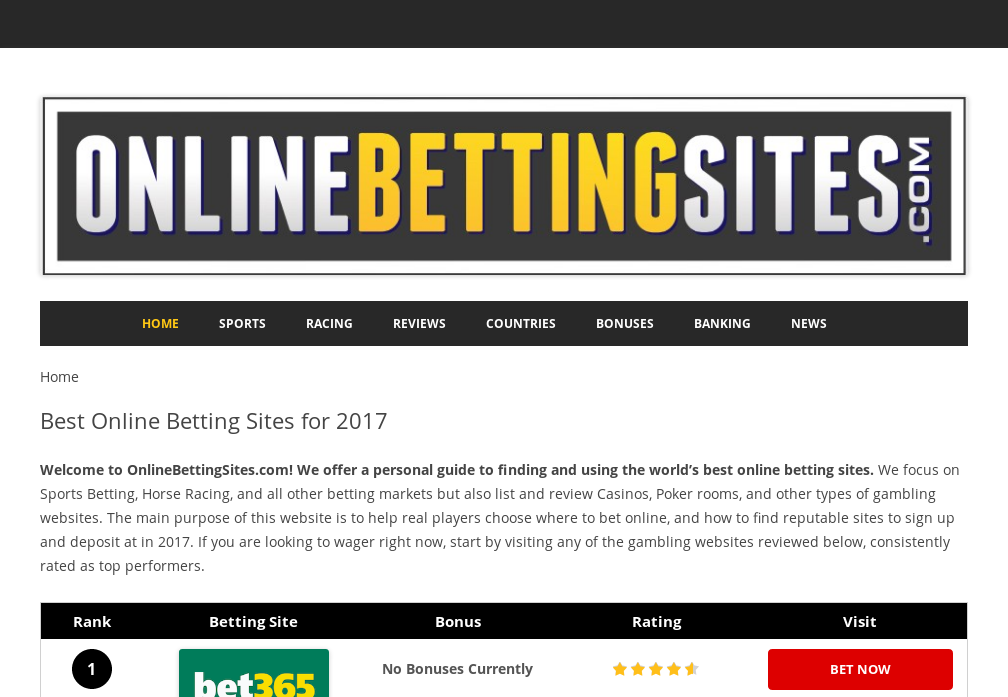 ONLINEBETTINGSITES.COM
HOME SPORTS RACING REVIEWS COUNTRIES BONUSES BANKING NEWS
Home
Best Online Betting Sites for 2017
Welcome to OnlineBettingSites.com! We offer a personal guide to finding and using the world’s best online betting sites. We focus on
Sports Betting, Horse Racing, and all other betting markets but also list and review Casinos, Poker rooms, and other types of gambling
websites. The main purpose of this website is to help real players choose where to bet online, and how to find reputable sites to sign up
and deposit at in 2017. If you are looking to wager right now, start by visiting any of the gambling websites reviewed below, consistently
rated as top performers.
Rank Betting Site Bonus Rating Visit
1 bet365 No Bonuses Currently BET NOW